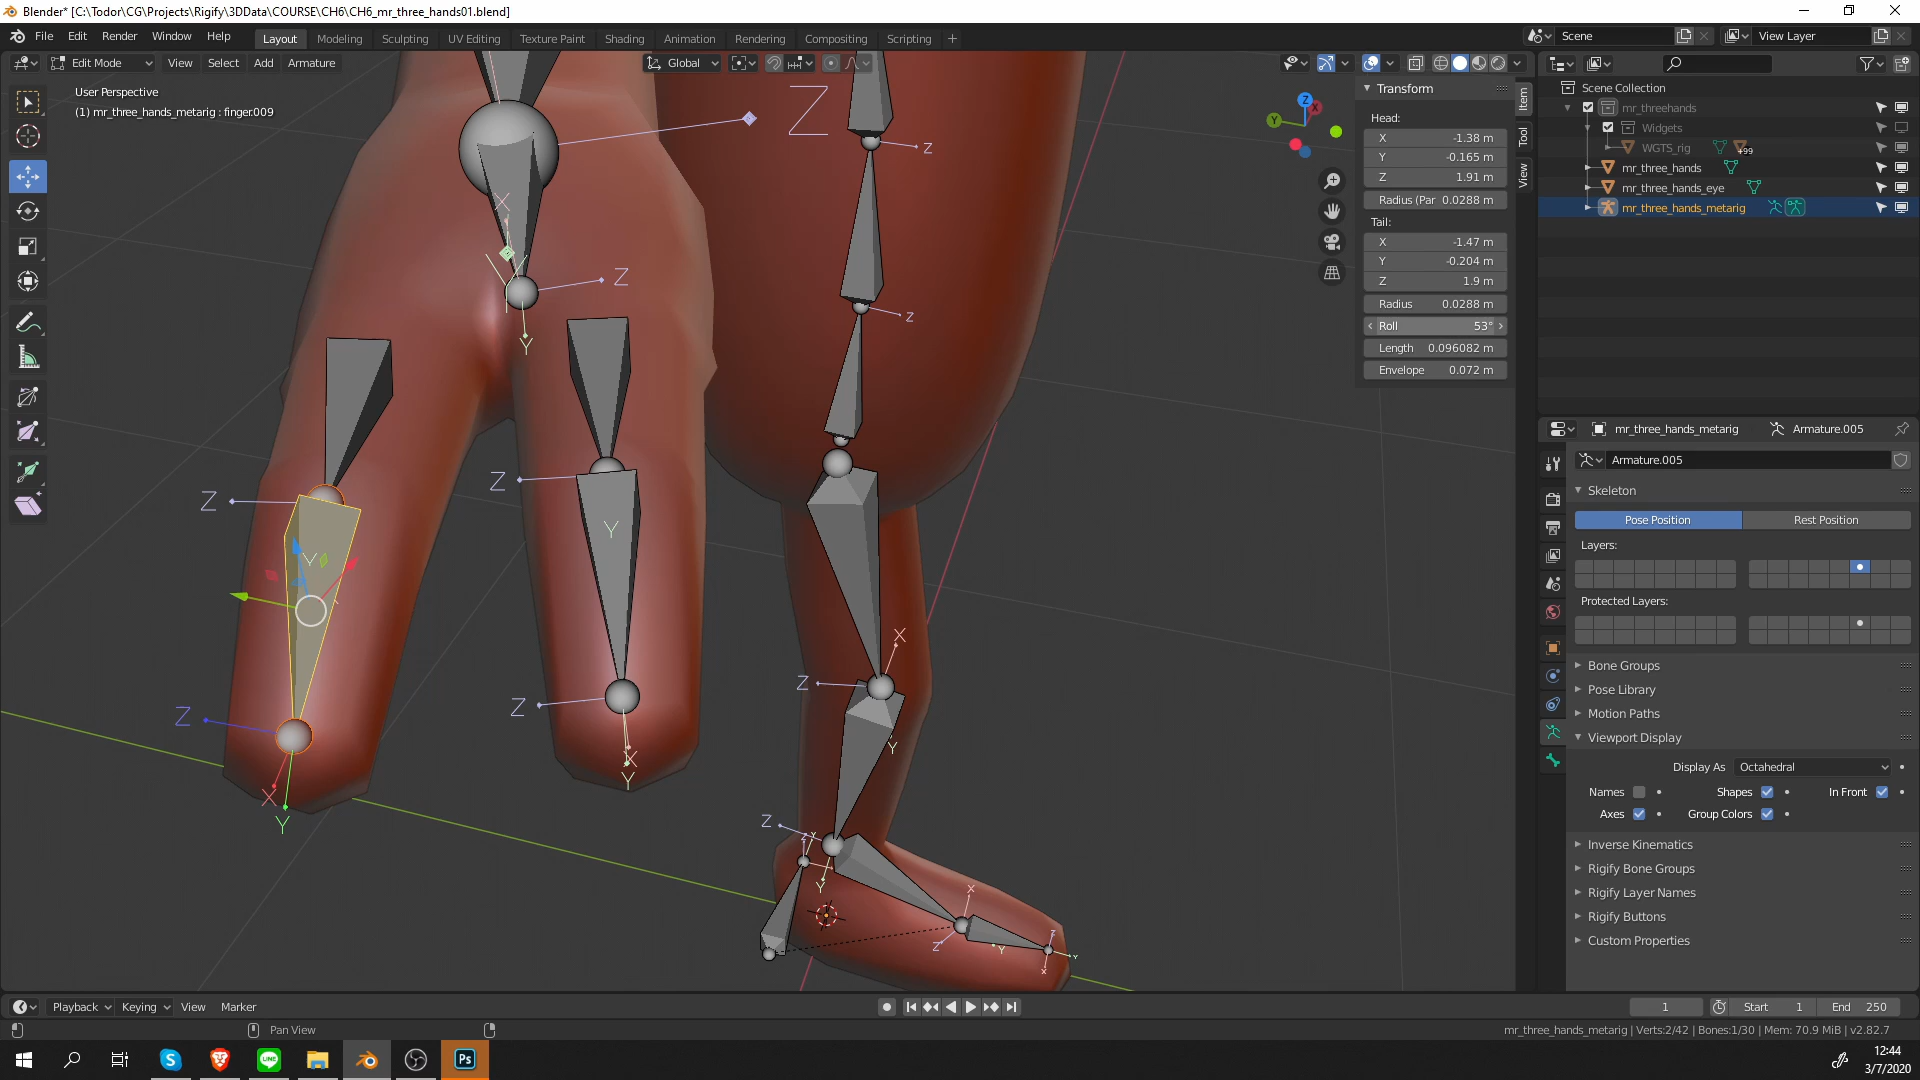 Blender* [C:\Todor\CG\Projects\Rigify\3DData\COURSE\CH6\CH6_mr_three_hands01.blend]
File Edit Render Window Help
Layout Modeling Sculpting UV Editing Texture Paint Shading Animation Rendering Compositing Scripting +
Scene
View Layer
Edit Mode View Select Add Armature
Global
User Perspective
(1) mr_three_hands_metarig : finger.009
Transform
Head:
X -1.38 m
Y -0.165 m
Z 1.91 m
Radius (Par 0.0288 m
Tail:
X -1.47 m
Y -0.204 m
Z 1.9 m
Radius 0.0288 m
Roll 53°
Length 0.096082 m
Envelope 0.072 m
Item
Tool
View
Scene Collection
mr_threehands
Widgets
WGTS_rig
+99
mr_three_hands
mr_three_hands_eye
mr_three_hands_metarig
mr_three_hands_metarig Armature.005
Armature.005
Skeleton
Pose Position Rest Position
Layers:
Protected Layers:
Bone Groups
Pose Library
Motion Paths
Viewport Display
Display As Octahedral
Names Shapes In Front
Axes Group Colors
Inverse Kinematics
Rigify Bone Groups
Rigify Layer Names
Rigify Buttons
Custom Properties
Z
X
Z
Y
Z
Z
Z
Z
Y
Y
Z
X
Y
Z
X
Y
Z
Z
X
Z
Y
Z
Y
X
Z
Y
Z
X
Y
Z
X
Y
Playback Keying View Marker
1
Start 1
End 250
Pan View
mr_three_hands_metarig | Verts:2/42 | Bones:1/30 | Mem: 70.9 MiB | v2.82.7
S
LINE
Ps
12:44
3/7/2020